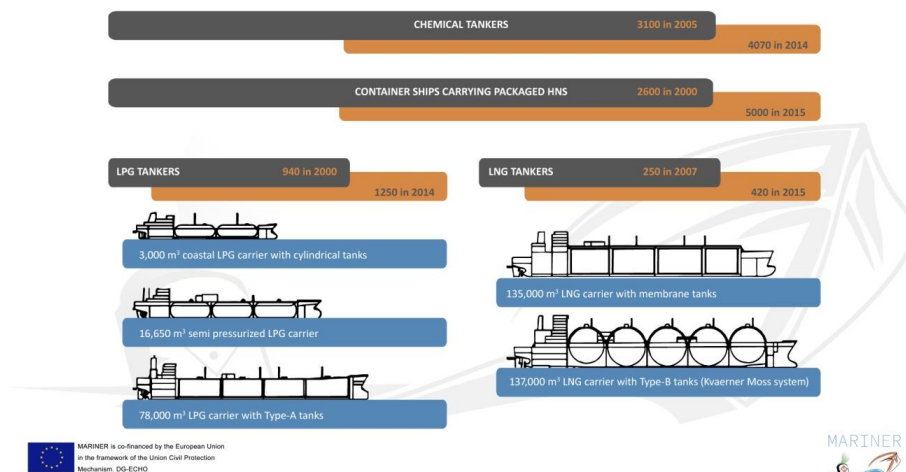 CHEMICAL TANKERS 3100 in 2005
4070 in 2014
CONTAINER SHIPS CARRYING PACKAGED HNS 2600 in 2000
5000 in 2015
LPG TANKERS 940 in 2000
1250 in 2014
3,000 m³ coastal LPG carrier with cylindrical tanks
16,650 m³ semi pressurized LPG carrier
78,000 m³ LPG carrier with Type-A tanks
LNG TANKERS 250 in 2007
420 in 2015
135,000 m³ LNG carrier with membrane tanks
137,000 m³ LNG carrier with Type-B tanks (Kvaerner Moss system)
MARINER is co-financed by the European Union
in the framework of the Union Civil Protection
Mechanism. DG-ECHO
MARINER